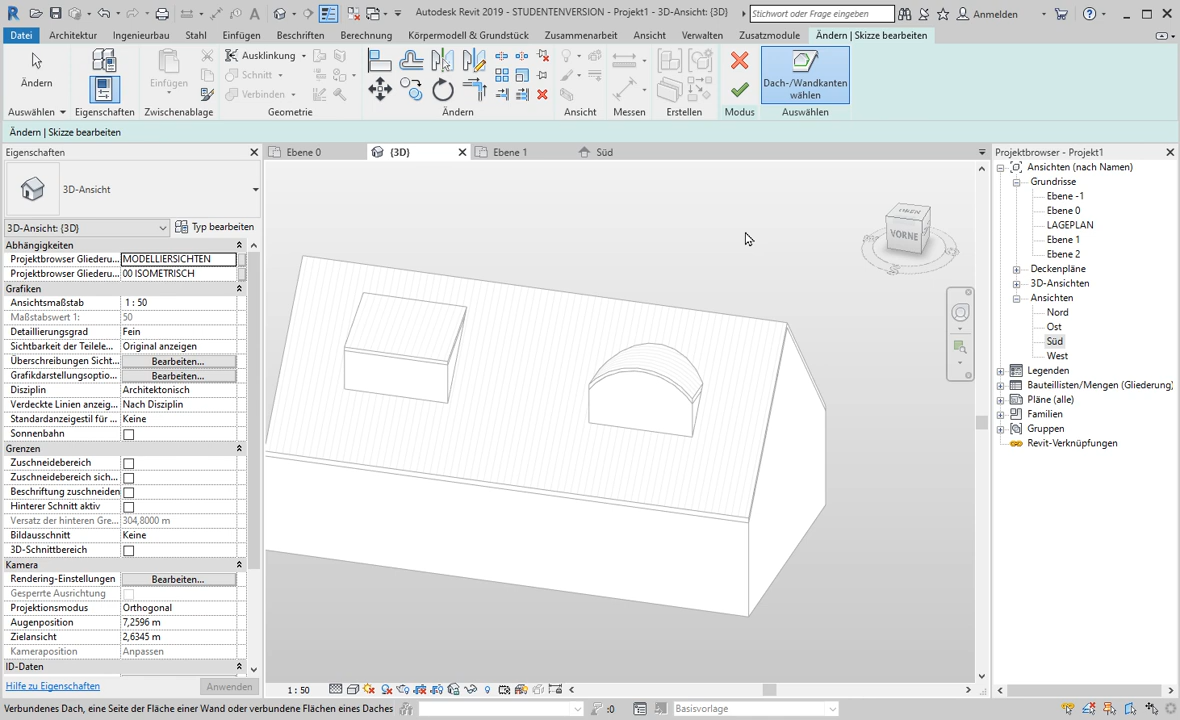 Autodesk Revit 2019 - STUDENTENVERSION - Projekt1 - 3D-Ansicht: {3D}
Stichwort oder Frage eingeben
Anmelden
Datei
Architektur
Ingenieurbau
Stahl
Einfügen
Beschriften
Berechnung
Körpermodell & Grundstück
Zusammenarbeit
Ansicht
Verwalten
Zusatzmodule
Ändern | Skizze bearbeiten
Ändern
Einfügen
Ausklinkung
Schnitt
Verbinden
Dach-/Wandkanten
wählen
Auswählen
Eigenschaften
Zwischenablage
Geometrie
Ändern
Ansicht
Messen
Erstellen
Modus
Auswählen
Ändern | Skizze bearbeiten
Eigenschaften
3D-Ansicht
3D-Ansicht: {3D}
Typ bearbeiten
Abhängigkeiten
Projektbrowser Gliederu... MODELLIERSICHTEN
Projektbrowser Gliederu... 00 ISOMETRISCH
Grafiken
Ansichtsmaßstab 1 : 50
Maßstabswert 1: 50
Detaillierungsgrad Fein
Sichtbarkeit der Teilele... Original anzeigen
Überschreibungen Sicht... Bearbeiten...
Grafikdarstellungsoptio... Bearbeiten...
Disziplin Architektonisch
Verdeckte Linien anzeig... Nach Disziplin
Standardanzeigestil für ... Keine
Sonnenbahn
Grenzen
Zuschneidebereich
Zuschneidebereich sich...
Beschriftung zuschneiden
Hinterer Schnitt aktiv
Versatz der hinteren Gre... 304,8000 m
Bildausschnitt Keine
3D-Schnittbereich
Kamera
Rendering-Einstellungen Bearbeiten...
Gesperrte Ausrichtung
Projektionsmodus Orthogonal
Augenposition 7,2596 m
Zielansicht 2,6345 m
Kameraposition Anpassen
ID-Daten
Hilfe zu Eigenschaften
Anwenden
Ebene 0
{3D}
Ebene 1
Süd
OBEN
VORNE
1 : 50
Projektbrowser - Projekt1
Ansichten (nach Namen)
Grundrisse
Ebene -1
Ebene 0
LAGEPLAN
Ebene 1
Ebene 2
Deckenpläne
3D-Ansichten
Ansichten
Nord
Ost
Süd
West
Legenden
Bauteillisten/Mengen (Gliederung)
Pläne (alle)
Familien
Gruppen
Revit-Verknüpfungen
Verbundenes Dach, eine Seite der Fläche einer Wand oder verbundene Flächen eines Daches
:0
Basisvorlage
:0